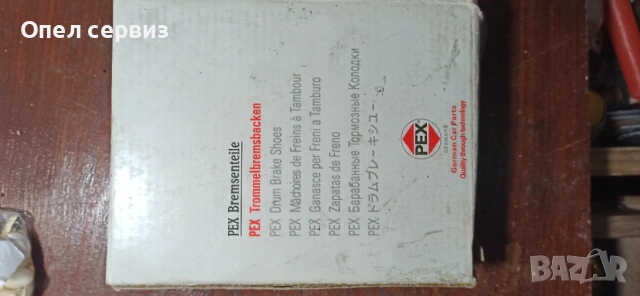 Опел сервиз
PEX Bremsenteile
PEX Trommelbremsbacken
PEX Drum Brake Shoes
PEX Mâchoires de Freins à Tambour
PEX Ganasce per Freni a Tamburo
PEX Zapatas de Freno
PEX Барабанные Тормозные Колодки
PEX ドラムブレーキシュー
PEX
GERMANY
German Car Parts
Quality through technology
BAZAR